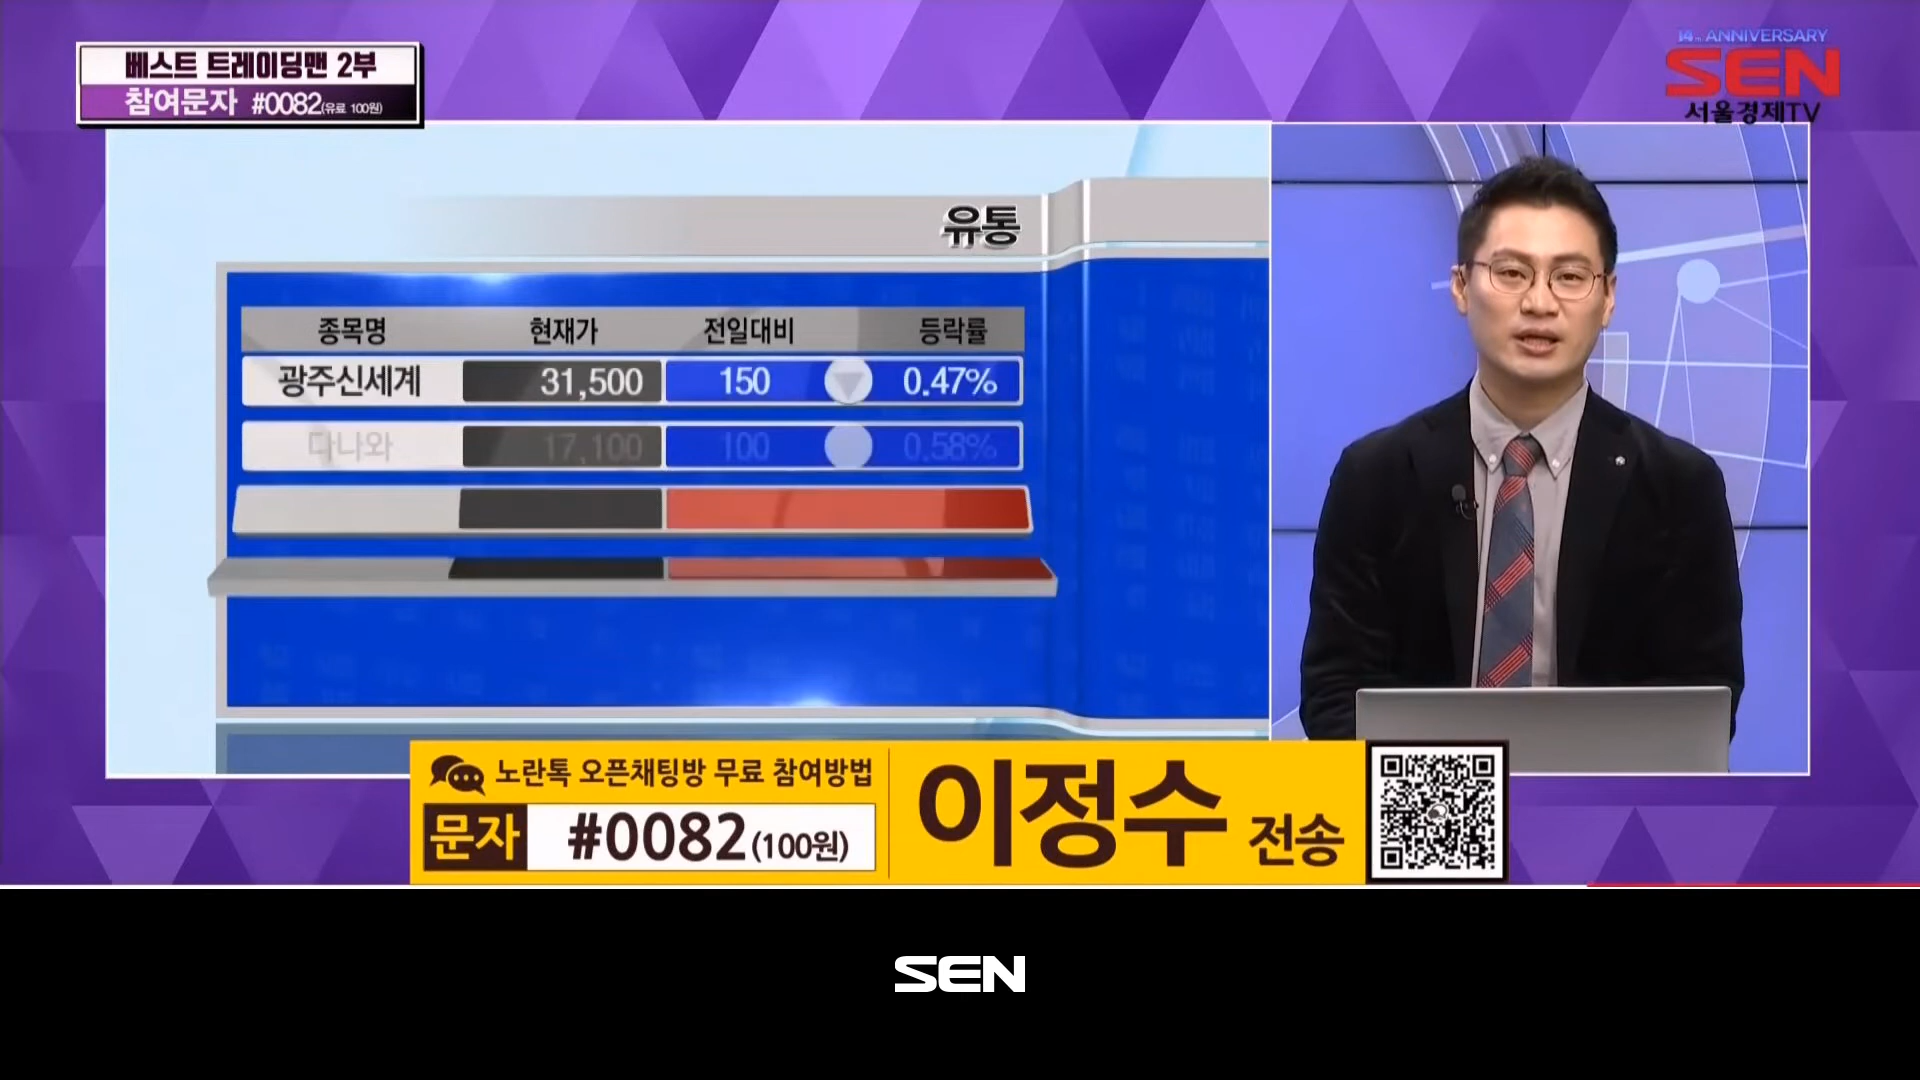 베스트 트레이딩맨 2부
참여문자 #0082(유료 100원)
14th ANNIVERSARY
SEN
서울경제TV
유통
종목명 현재가 전일대비 등락률
광주신세계 31,500 150 ▼ 0.47%
다나와 17,100 100 0.58%
노란톡 오픈채팅방 무료 참여방법
문자 #0082(100원)
이정수 전송
SEN